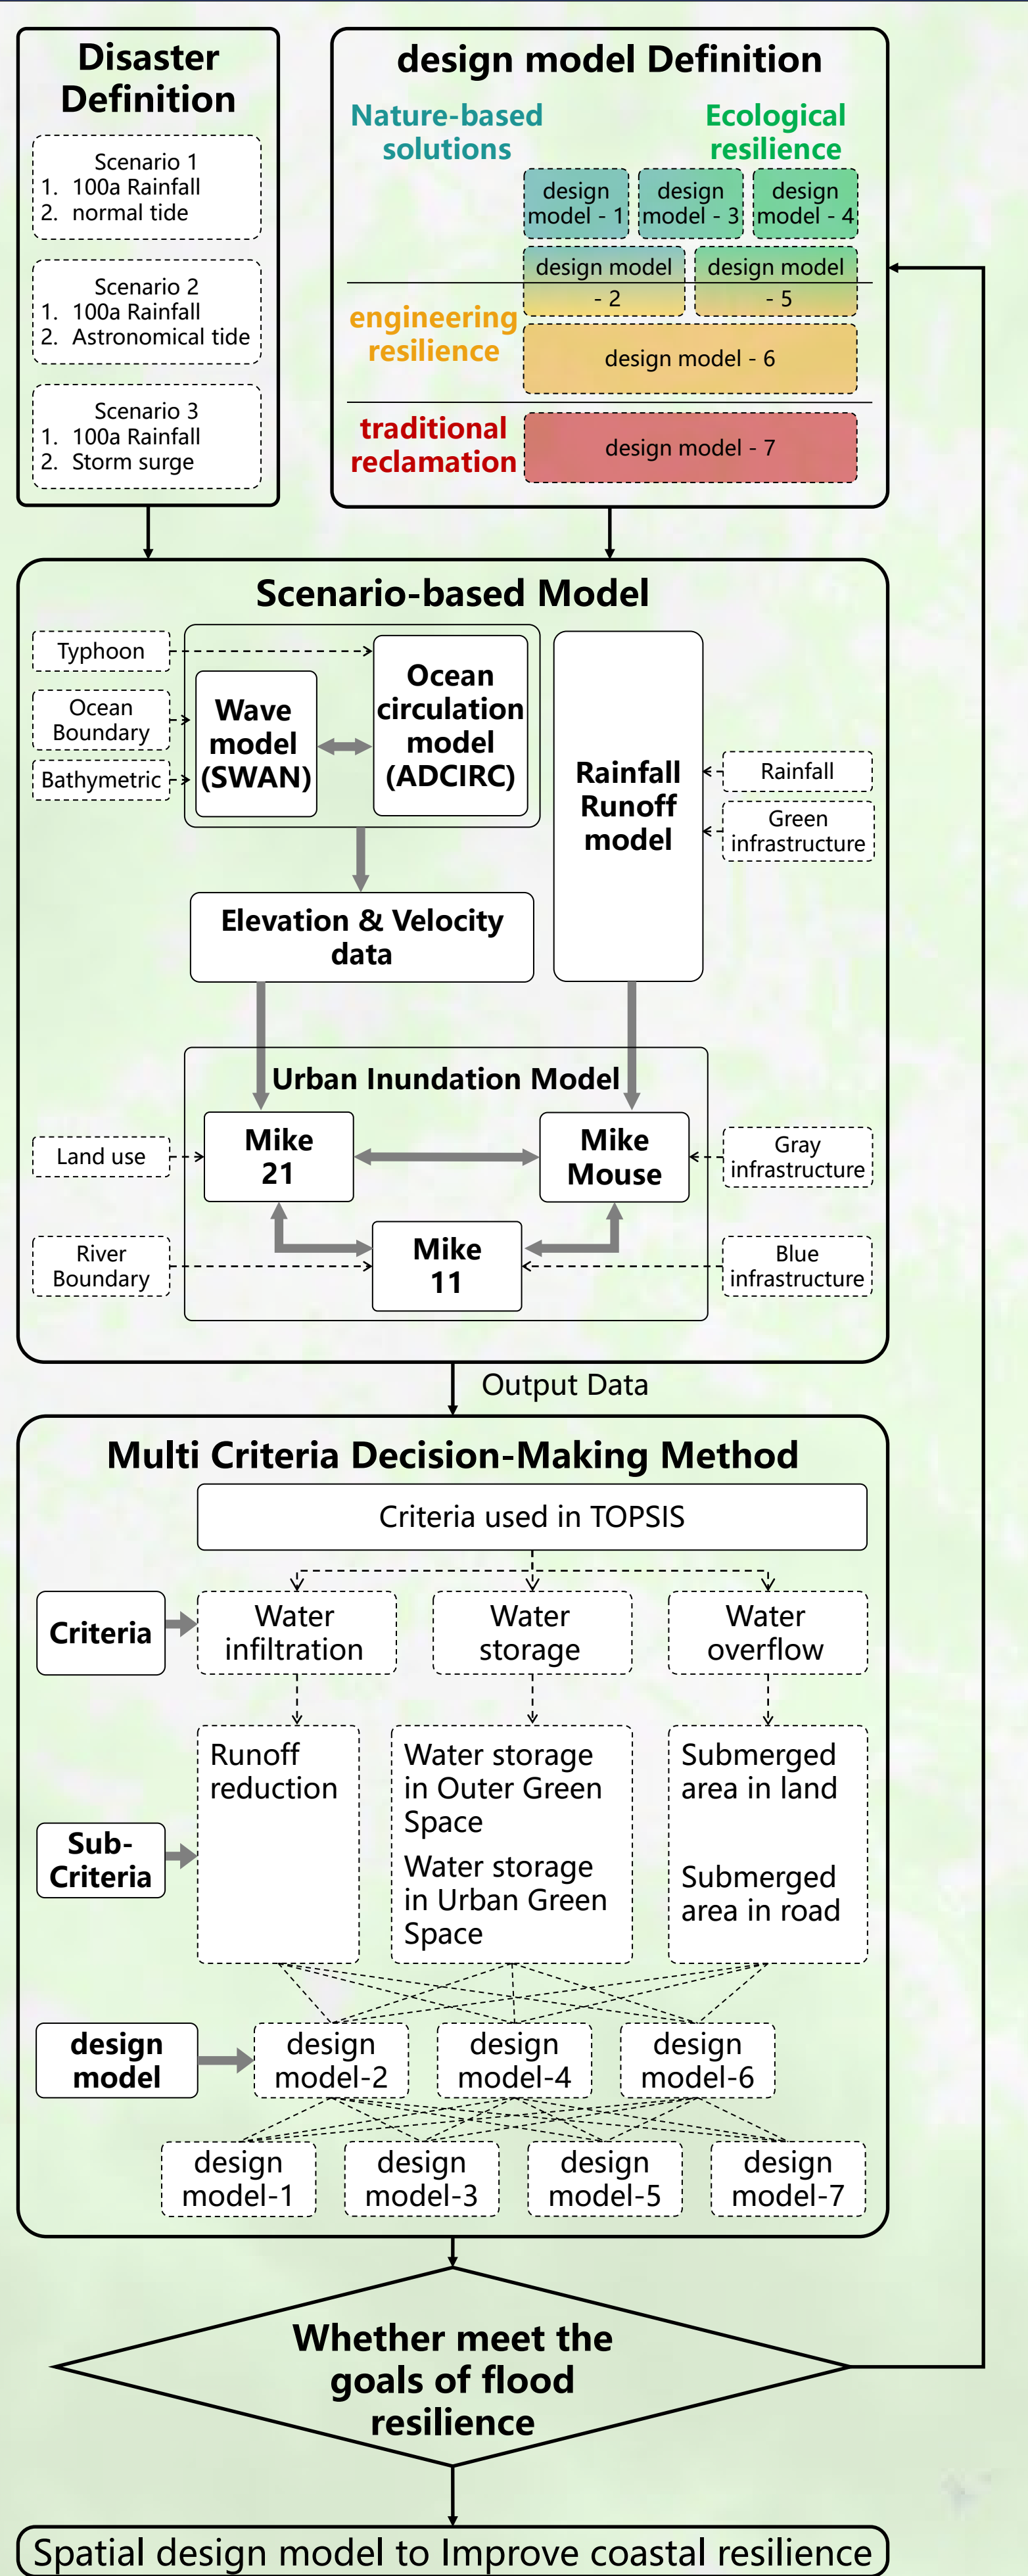 Disaster
Definition
Scenario 1
1. 100a Rainfall
2. normal tide
Scenario 2
1. 100a Rainfall
2. Astronomical tide
Scenario 3
1. 100a Rainfall
2. Storm surge
design model Definition
Nature-based
solutions
Ecological
resilience
design
model - 1
design
model - 3
design
model - 4
design model
- 2
design model
- 5
engineering
resilience
design model - 6
traditional
reclamation
design model - 7
Scenario-based Model
Typhoon
Ocean
Boundary
Bathymetric
Wave
model
(SWAN)
Ocean
circulation
model
(ADCIRC)
Rainfall
Runoff
model
Rainfall
Green
infrastructure
Elevation & Velocity
data
Urban Inundation Model
Land use
Mike
21
Mike
Mouse
Gray
infrastructure
River
Boundary
Mike
11
Blue
infrastructure
Output Data
Multi Criteria Decision-Making Method
Criteria used in TOPSIS
Criteria
Water
infiltration
Water
storage
Water
overflow
Sub-
Criteria
Runoff
reduction
Water storage
in Outer Green
Space
Water storage
in Urban Green
Space
Submerged
area in land
Submerged
area in road
design
model
design
model-2
design
model-4
design
model-6
design
model-1
design
model-3
design
model-5
design
model-7
Whether meet the
goals of flood
resilience
Spatial design model to Improve coastal resilience